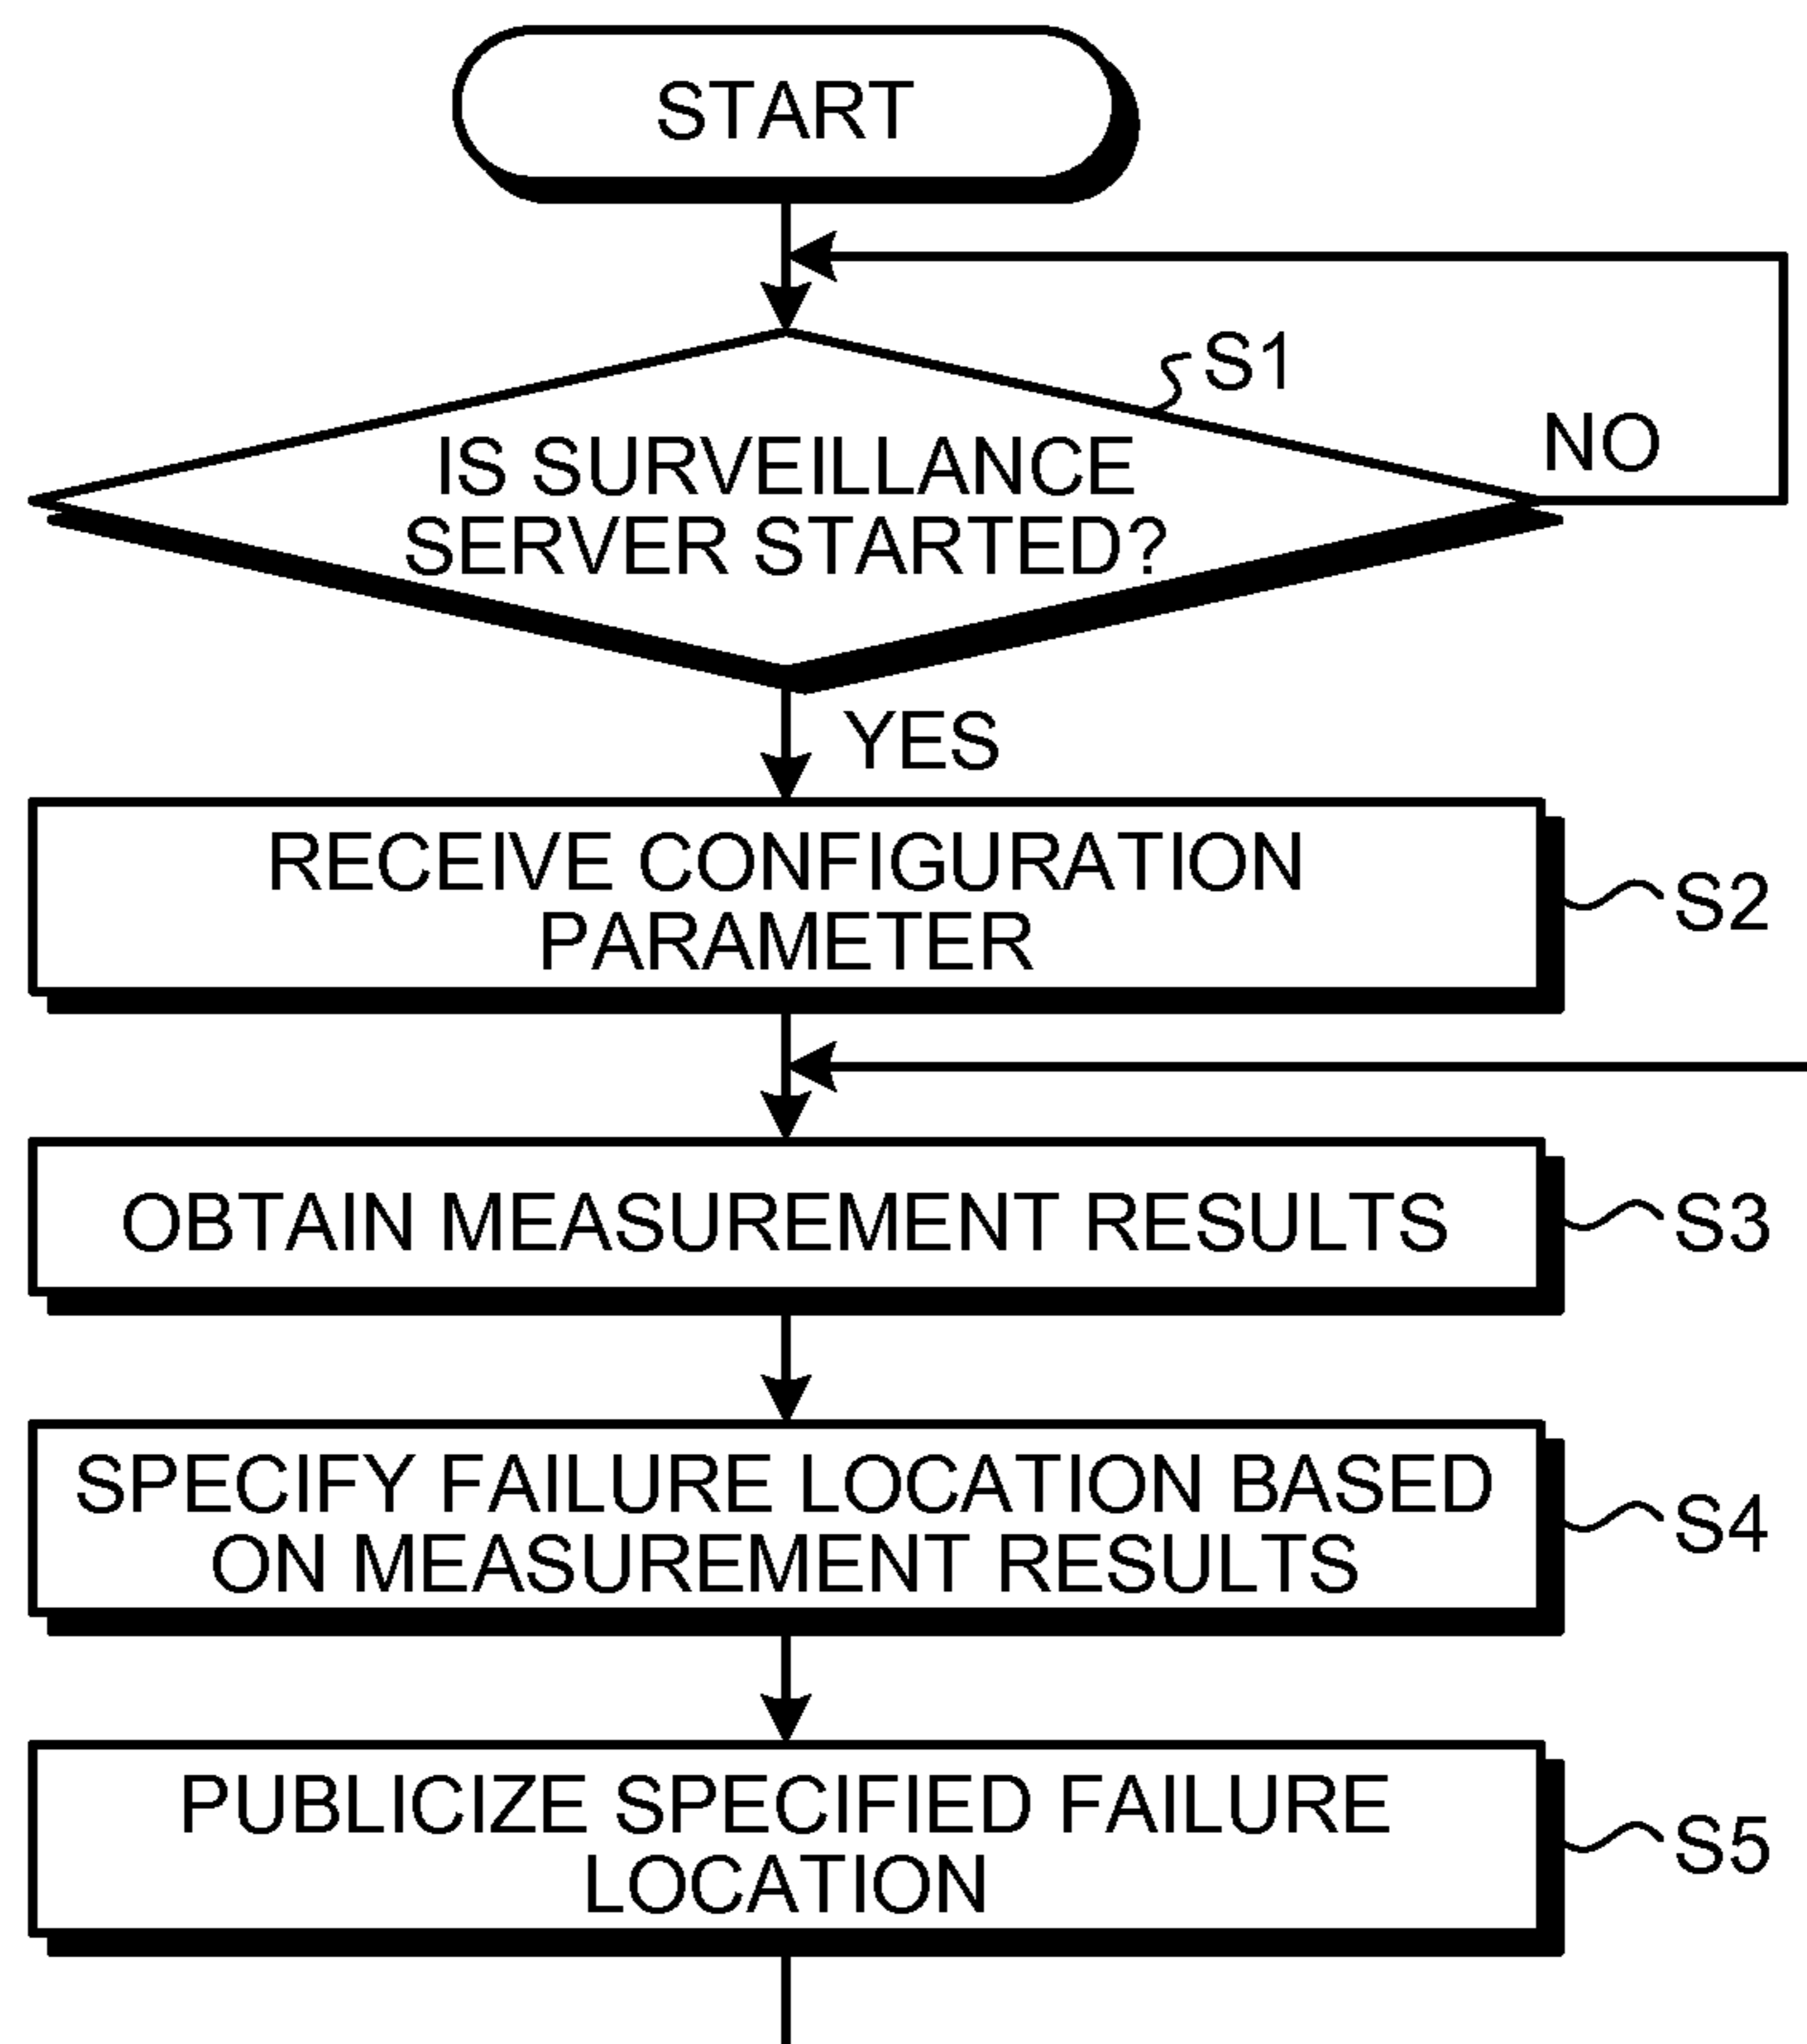 START
S1
NO
IS SURVEILLANCE
SERVER STARTED?
YES
RECEIVE CONFIGURATION
PARAMETER
S2
OBTAIN MEASUREMENT RESULTS
S3
SPECIFY FAILURE LOCATION BASED
ON MEASUREMENT RESULTS
S4
PUBLICIZE SPECIFIED FAILURE
LOCATION
S5